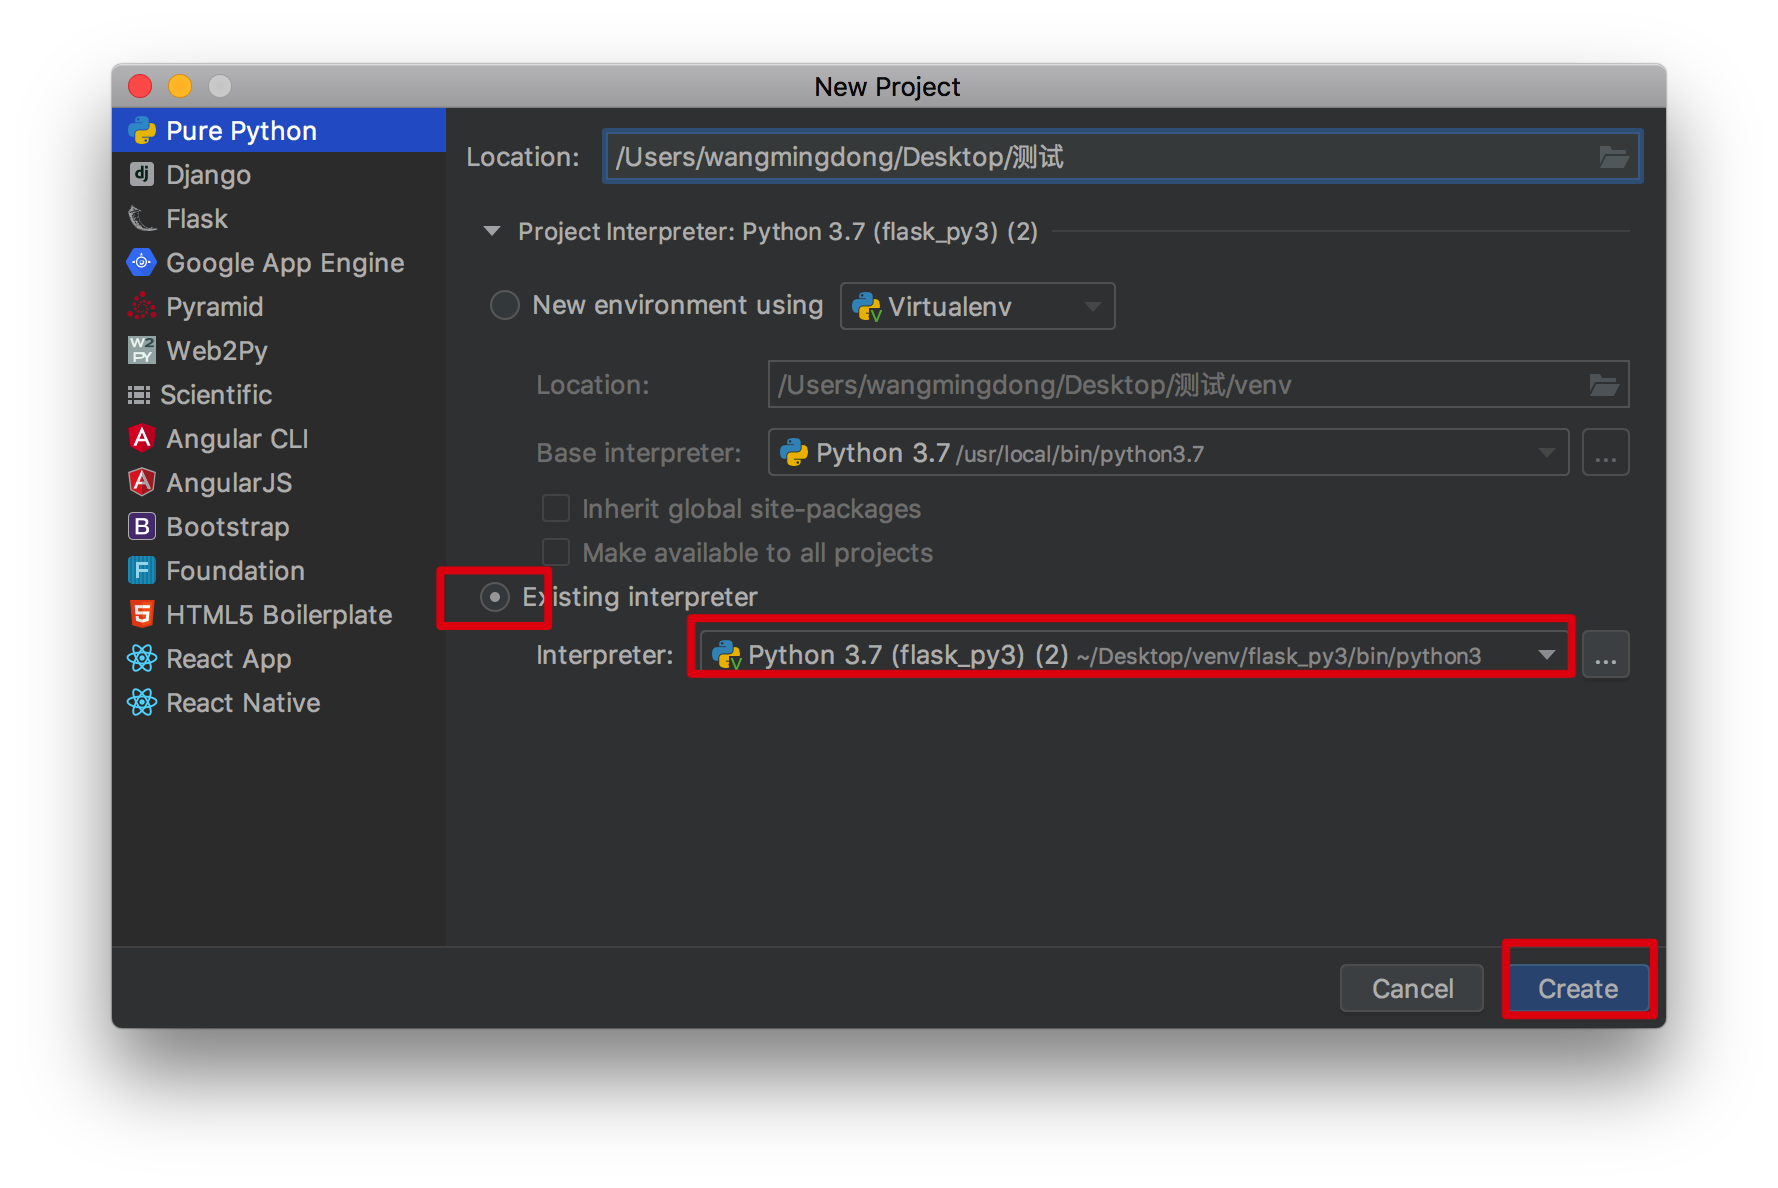 New Project
Pure Python
Django
Flask
Google App Engine
Pyramid
Web2Py
Scientific
Angular CLI
AngularJS
Bootstrap
Foundation
HTML5 Boilerplate
React App
React Native
Location: /Users/wangmingdong/Desktop/测试
Project Interpreter: Python 3.7 (flask_py3) (2)
New environment using Virtualenv
Location: /Users/wangmingdong/Desktop/测试/venv
Base interpreter: Python 3.7 /usr/local/bin/python3.7 ...
Inherit global site-packages
Make available to all projects
Existing interpreter
Interpreter: Python 3.7 (flask_py3) (2) ~/Desktop/venv/flask_py3/bin/python3 ...
Cancel Create